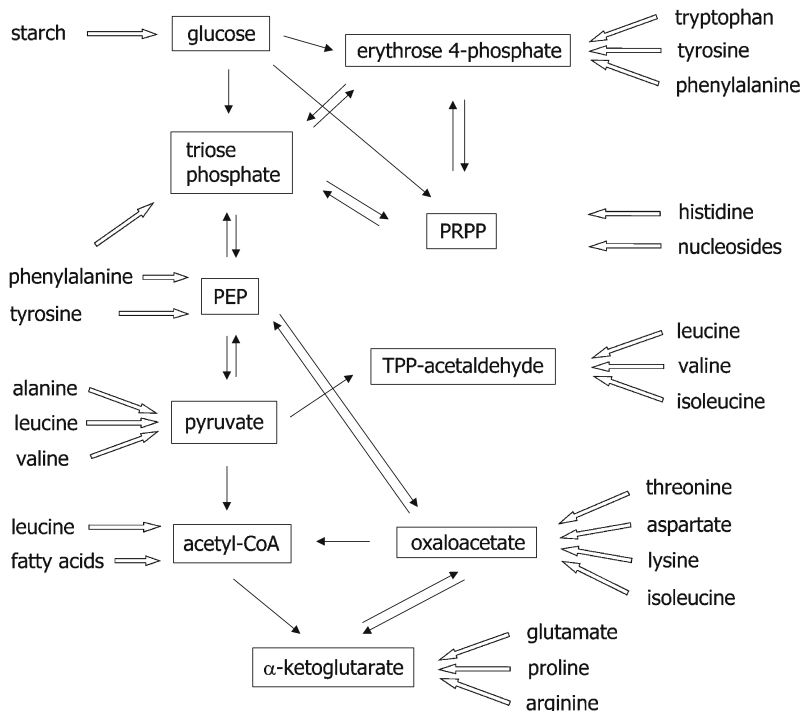 starch
glucose
erythrose 4-phosphate
tryptophan
tyrosine
phenylalanine
triose
phosphate
PRPP
histidine
nucleosides
phenylalanine
tyrosine
PEP
TPP-acetaldehyde
leucine
valine
isoleucine
alanine
leucine
valine
pyruvate
leucine
fatty acids
acetyl-CoA
oxaloacetate
threonine
aspartate
lysine
isoleucine
α-ketoglutarate
glutamate
proline
arginine